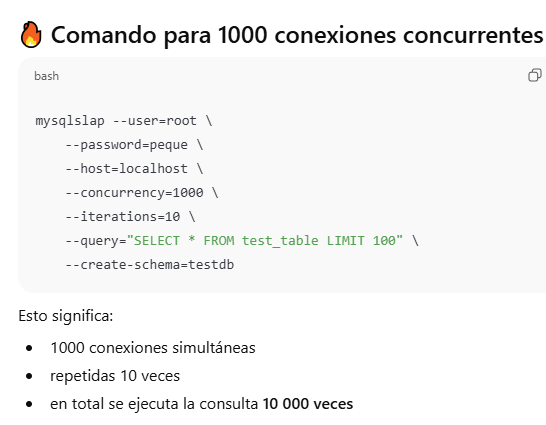 🔥 Comando para 1000 conexiones concurrentes
bash
mysqlslap --user=root \
--password=peque \
--host=localhost \
--concurrency=1000 \
--iterations=10 \
--query="SELECT * FROM test_table LIMIT 100" \
--create-schema=testdb
Esto significa:
• 1000 conexiones simultáneas
• repetidas 10 veces
• en total se ejecuta la consulta 10 000 veces